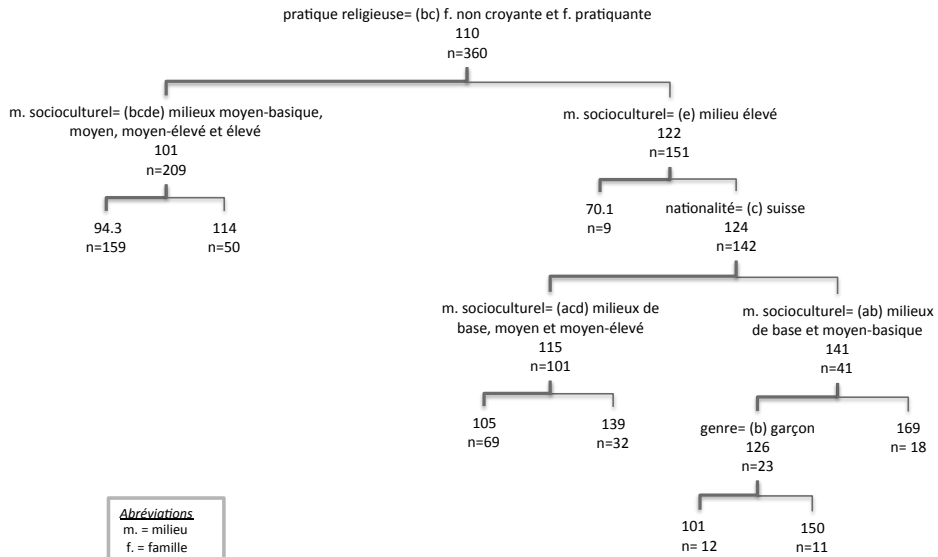 pratique religieuse= (bc) f. non croyante et f. pratiquante
110
n=360
m. socioculturel= (bcde) milieux moyen-basique,
moyen, moyen-élevé et élevé
101
n=209
m. socioculturel= (e) milieu élevé
122
n=151
94.3
n=159
114
n=50
70.1
n=9
nationalité= (c) suisse
124
n=142
m. socioculturel= (acd) milieux de
base, moyen et moyen-élevé
115
n=101
m. socioculturel= (ab) milieux
de base et moyen-basique
141
n=41
105
n=69
139
n=32
genre= (b) garçon
126
n=23
169
n= 18
101
n= 12
150
n=11
Abréviations
m. = milieu
f. = famille